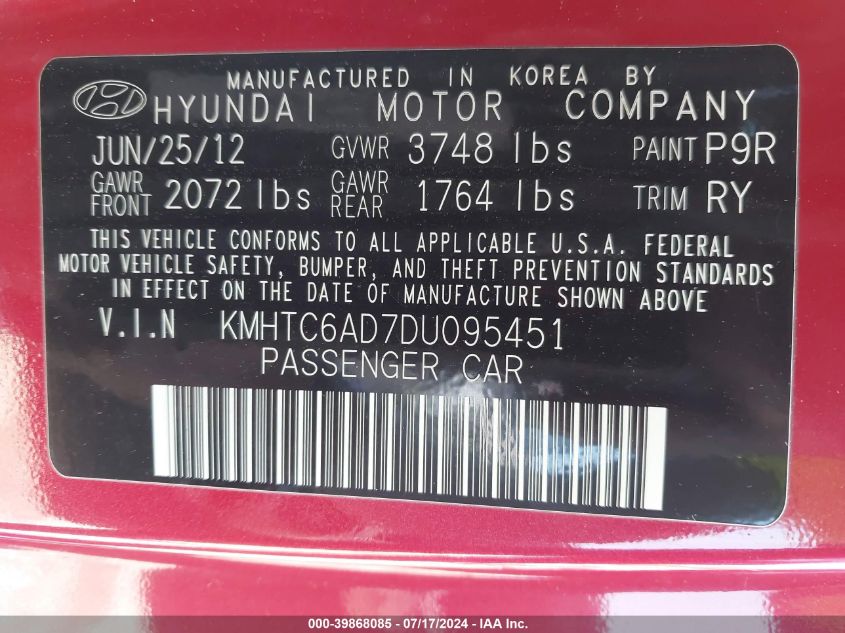 MANUFACTURED IN KOREA BY
HYUNDAI MOTOR COMPANY
JUN/25/12 GVWR 3748 lbs PAINT P9R
GAWR FRONT 2072 lbs GAWR REAR 1764 lbs TRIM RY
THIS VEHICLE CONFORMS TO ALL APPLICABLE U.S.A. FEDERAL
MOTOR VEHICLE SAFETY, BUMPER, AND THEFT PREVENTION STANDARDS
IN EFFECT ON THE DATE OF MANUFACTURE SHOWN ABOVE
V.I.N KMHTC6AD7DU095451
PASSENGER CAR
000-39868085 - 07/17/2024 - IAA Inc.